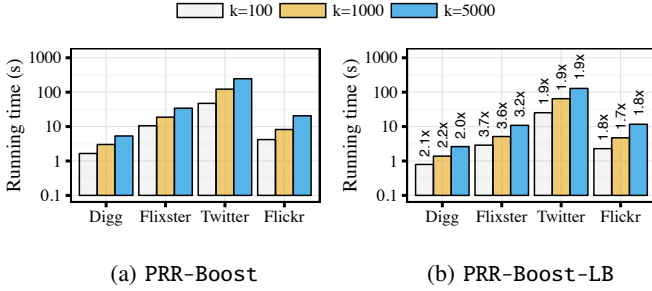 k=100 k=1000 k=5000
Running time (s)
1000
100
10
1
0.1
Digg Flixster Twitter Flickr
(a) PRR-Boost
Running time (s)
1000
100
10
1
0.1
2.1x 2.2x 2.0x 3.7x 3.6x 3.2x 1.9x 1.9x 1.9x 1.8x 1.7x 1.8x
Digg Flixster Twitter Flickr
(b) PRR-Boost-LB